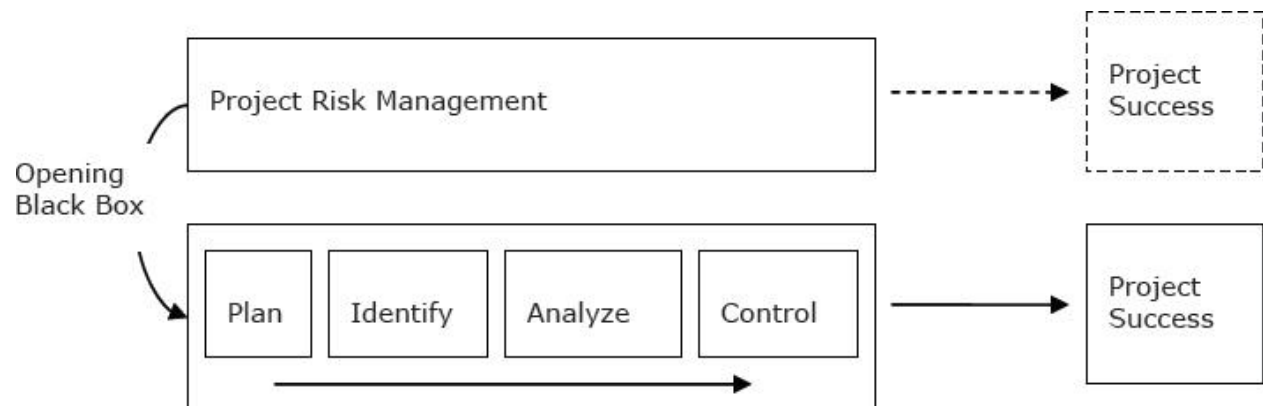 Project Risk Management
Project
Success
Opening
Black Box
Plan
Identify
Analyze
Control
Project
Success